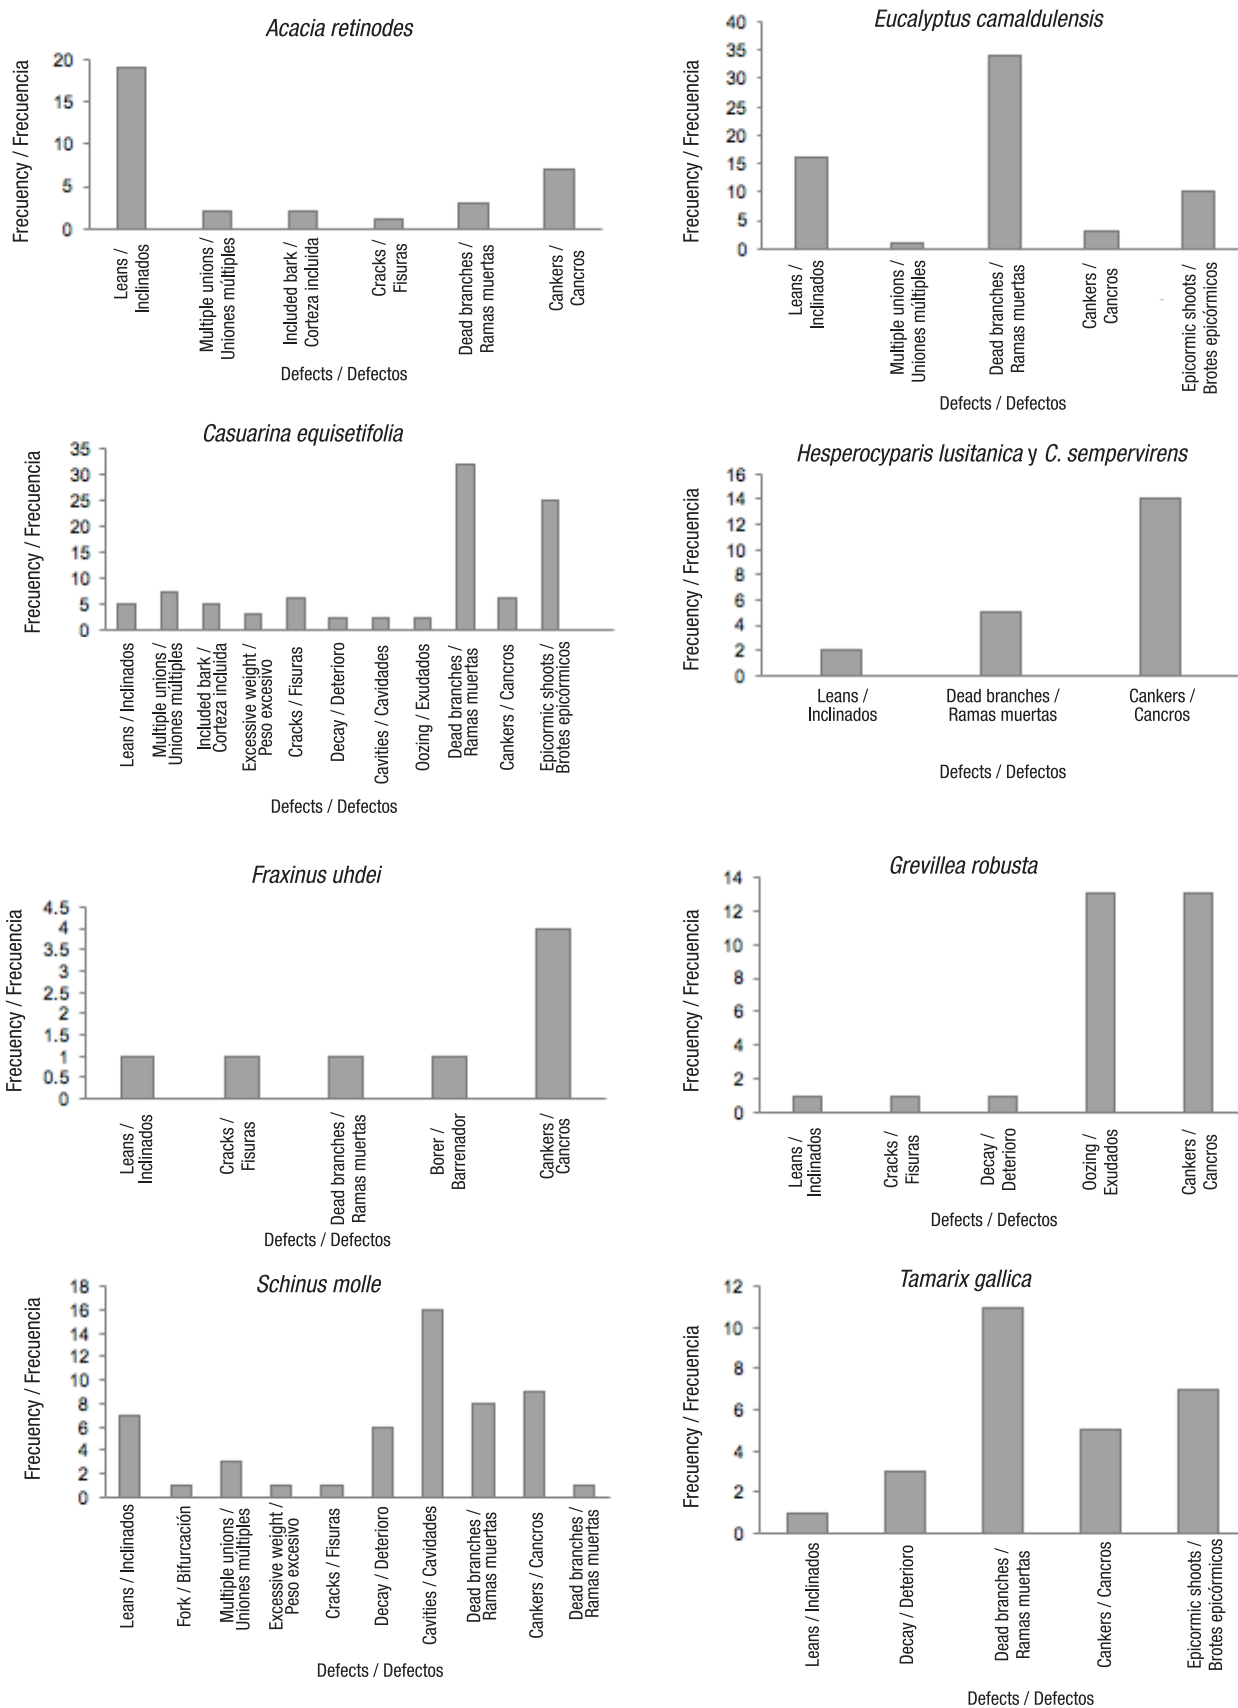 Acacia retinodes
Frecuency / Frecuencia
20
15
10
5
0
Leans /
Inclinados
Multiple unions /
Uniones múltiples
Included bark /
Corteza incluida
Cracks /
Fisuras
Dead branches /
Ramas muertas
Cankers /
Cancros
Defects / Defectos
Eucalyptus camaldulensis
Frecuency / Frecuencia
40
35
30
25
20
15
10
5
0
Leans /
Inclinados
Multiple unions /
Uniones múltiples
Dead branches /
Ramas muertas
Cankers /
Cancros
Epicormic shoots /
Brotes epicórmicos
Defects / Defectos
Casuarina equisetifolia
Frecuency / Frecuencia
35
30
25
20
15
10
5
0
Leans / Inclinados
Multiple unions /
Uniones múltiples
Included bark /
Corteza incluida
Excessive weight /
Peso excesivo
Cracks / Fisuras
Decay / Deterioro
Cavities / Cavidades
Oozing / Exudados
Dead branches /
Ramas muertas
Cankers / Cancros
Epicormic shoots /
Brotes epicórmicos
Defects / Defectos
Hesperocyparis lusitanica y C. sempervirens
Frecuency / Frecuencia
16
14
12
10
8
6
4
2
0
Leans /
Inclinados
Dead branches /
Ramas muertas
Cankers /
Cancros
Defects / Defectos
Fraxinus uhdei
Frecuency / Frecuencia
4.5
4
3.5
3
2.5
2
1.5
1
0.5
0
Leans /
Inclinados
Cracks /
Fisuras
Dead branches /
Ramas muertas
Borer /
Barrenador
Cankers /
Cancros
Defects / Defectos
Grevillea robusta
Frecuency / Frecuencia
14
12
10
8
6
4
2
0
Leans /
Inclinados
Cracks /
Fisuras
Decay /
Deterioro
Oozing /
Exudados
Cankers /
Cancros
Defects / Defectos
Schinus molle
Frecuency / Frecuencia
18
16
14
12
10
8
6
4
2
0
Leans / Inclinados
Fork / Bifurcación
Multiple unions /
Uniones múltiples
Excessive weight /
Peso excesivo
Cracks / Fisuras
Decay / Deterioro
Cavities / Cavidades
Dead branches /
Ramas muertas
Cankers / Cancros
Dead branches /
Ramas muertas
Defects / Defectos
Tamarix gallica
Frecuency / Frecuencia
12
10
8
6
4
2
0
Leans / Inclinados
Decay / Deterioro
Dead branches /
Ramas muertas
Cankers / Cancros
Epicormic shoots /
Brotes epicórmicos
Defects / Defectos